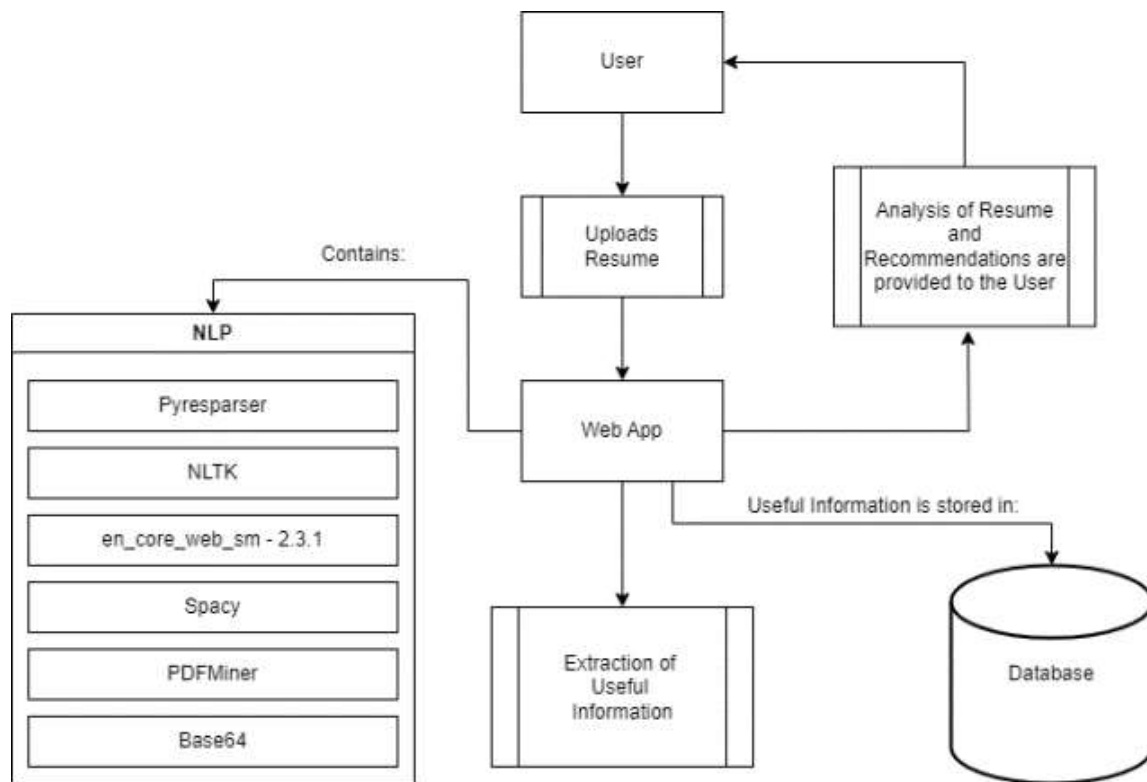 User
Uploads
Resume
Analysis of Resume
and
Recommendations are
provided to the User
Contains:
NLP
Pyresparser
NLTK
en_core_web_sm - 2.3.1
Spacy
PDFMiner
Base64
Web App
Useful Information is stored in:
Extraction of
Useful
Information
Database